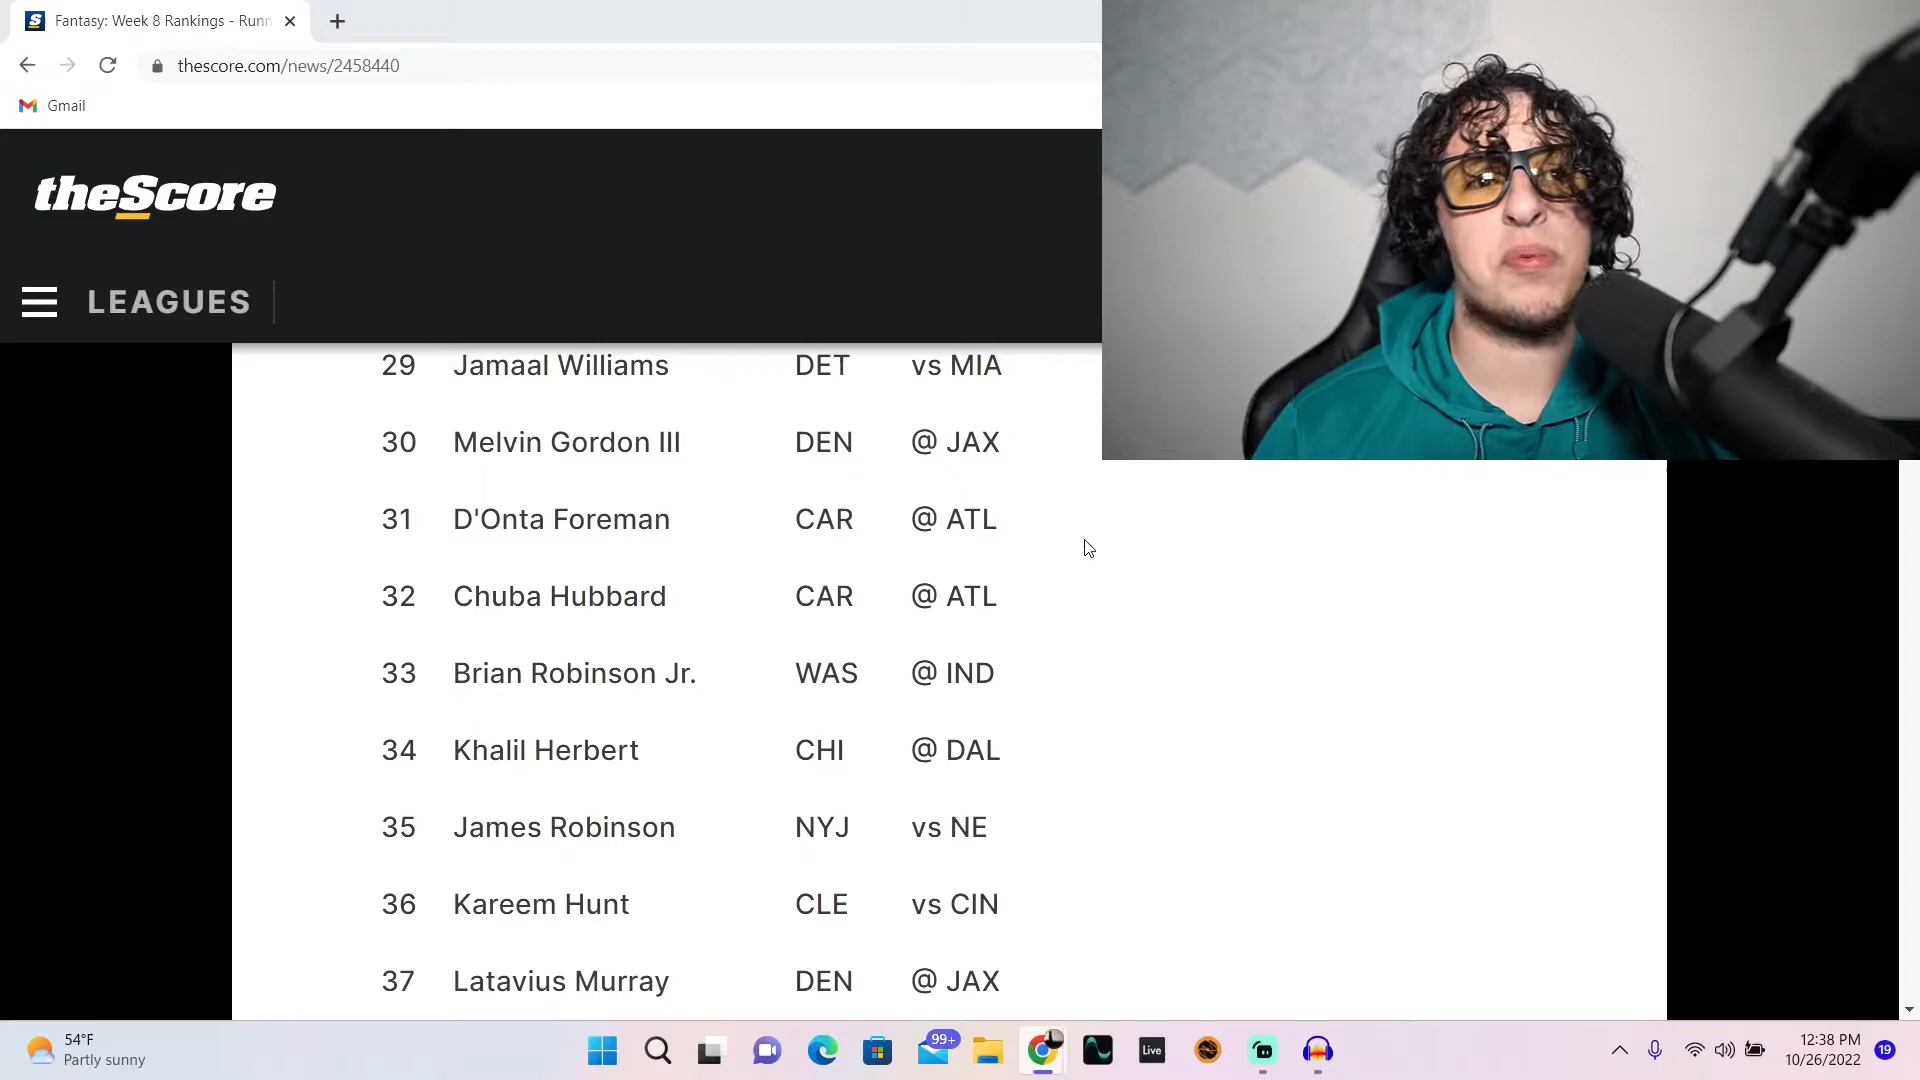 Fantasy: Week 8 Rankings - Runn
thescore.com/news/2458440
Gmail
theScore
LEAGUES
29 Jamaal Williams DET vs MIA
30 Melvin Gordon III DEN @ JAX
31 D'Onta Foreman CAR @ ATL
32 Chuba Hubbard CAR @ ATL
33 Brian Robinson Jr. WAS @ IND
34 Khalil Herbert CHI @ DAL
35 James Robinson NYJ vs NE
36 Kareem Hunt CLE vs CIN
37 Latavius Murray DEN @ JAX
54°F
Partly sunny
99+
Live
12:38 PM
10/26/2022
19